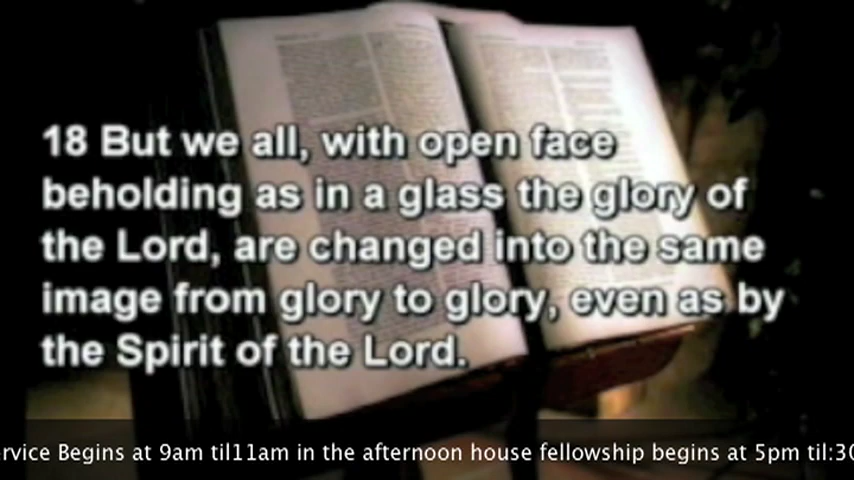 18 But we all, with open face
beholding as in a glass the glory of
the Lord, are changed into the same
image from glory to glory, even as by
the Spirit of the Lord.
rvice Begins at 9am til11am in the afternoon house fellowship begins at 5pm til:30